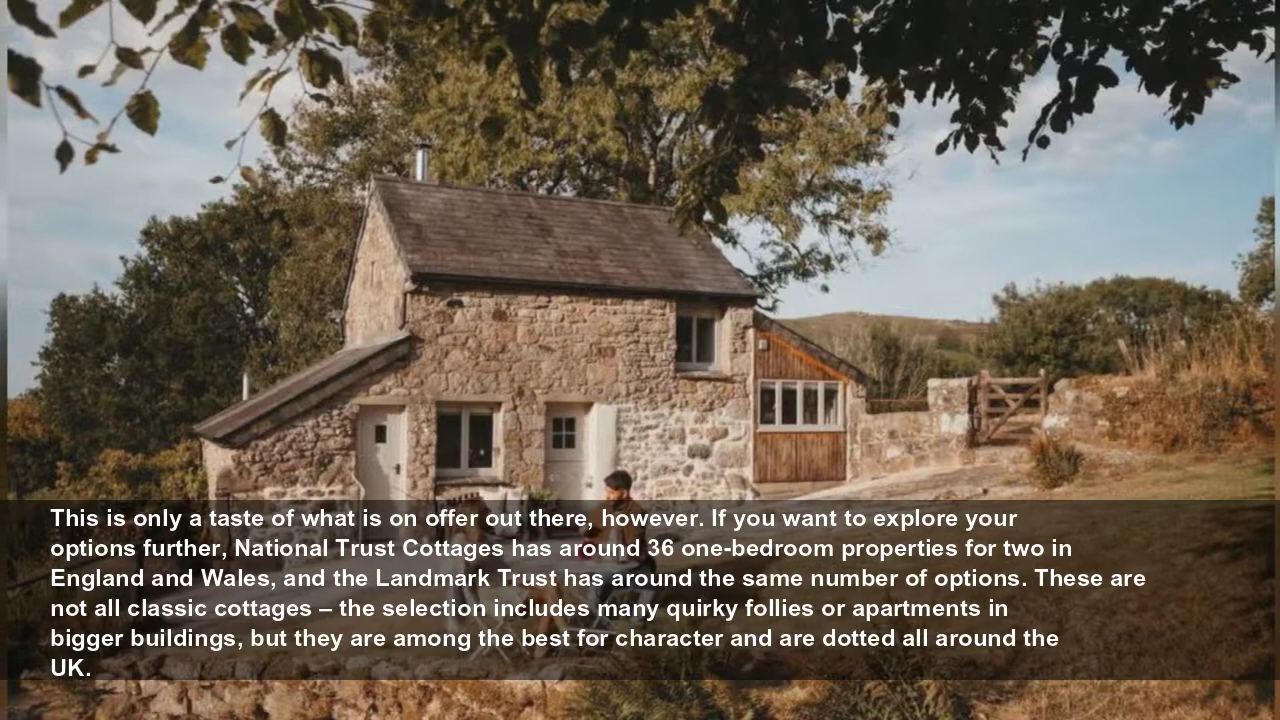 This is only a taste of what is on offer out there, however. If you want to explore your
options further, National Trust Cottages has around 36 one-bedroom properties for two in
England and Wales, and the Landmark Trust has around the same number of options. These are
not all classic cottages – the selection includes many quirky follies or apartments in
bigger buildings, but they are among the best for character and are dotted all around the
UK.